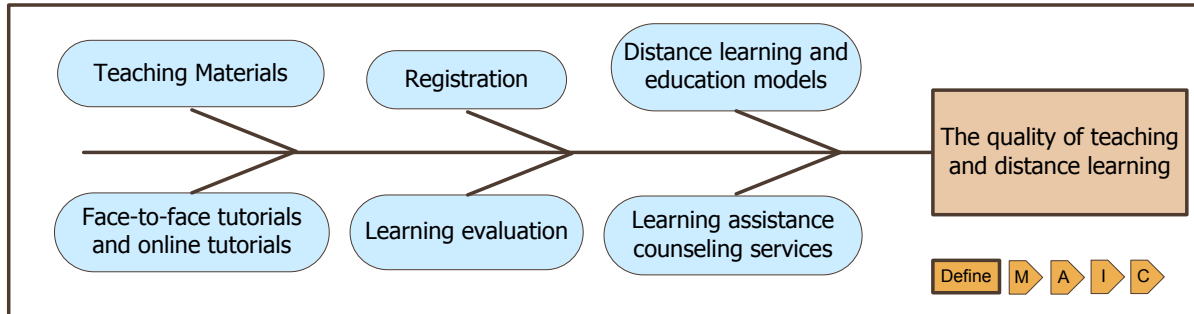 Teaching Materials
Registration
Distance learning and
education models
The quality of teaching
and distance learning
Face-to-face tutorials
and online tutorials
Learning evaluation
Learning assistance
counseling services
Define M A I C